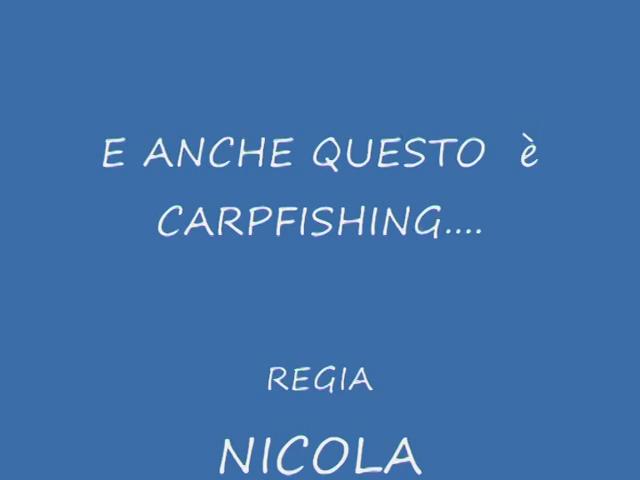 E ANCHE QUESTO è
CARPFISHING....
REGIA
NICOLA